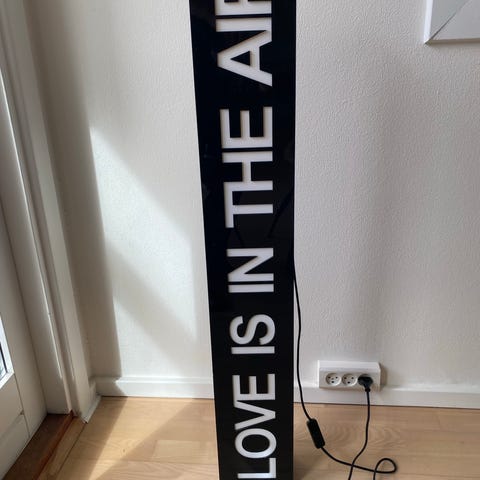 LOVE IS IN THE AIR